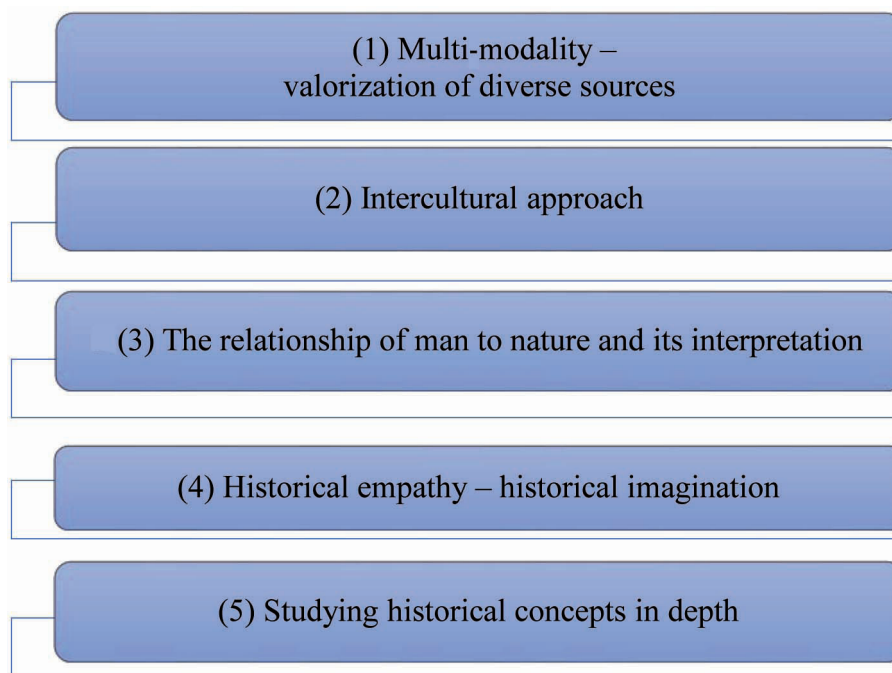 (1) Multi-modality –
valorization of diverse sources
(2) Intercultural approach
(3) The relationship of man to nature and its interpretation
(4) Historical empathy – historical imagination
(5) Studying historical concepts in depth